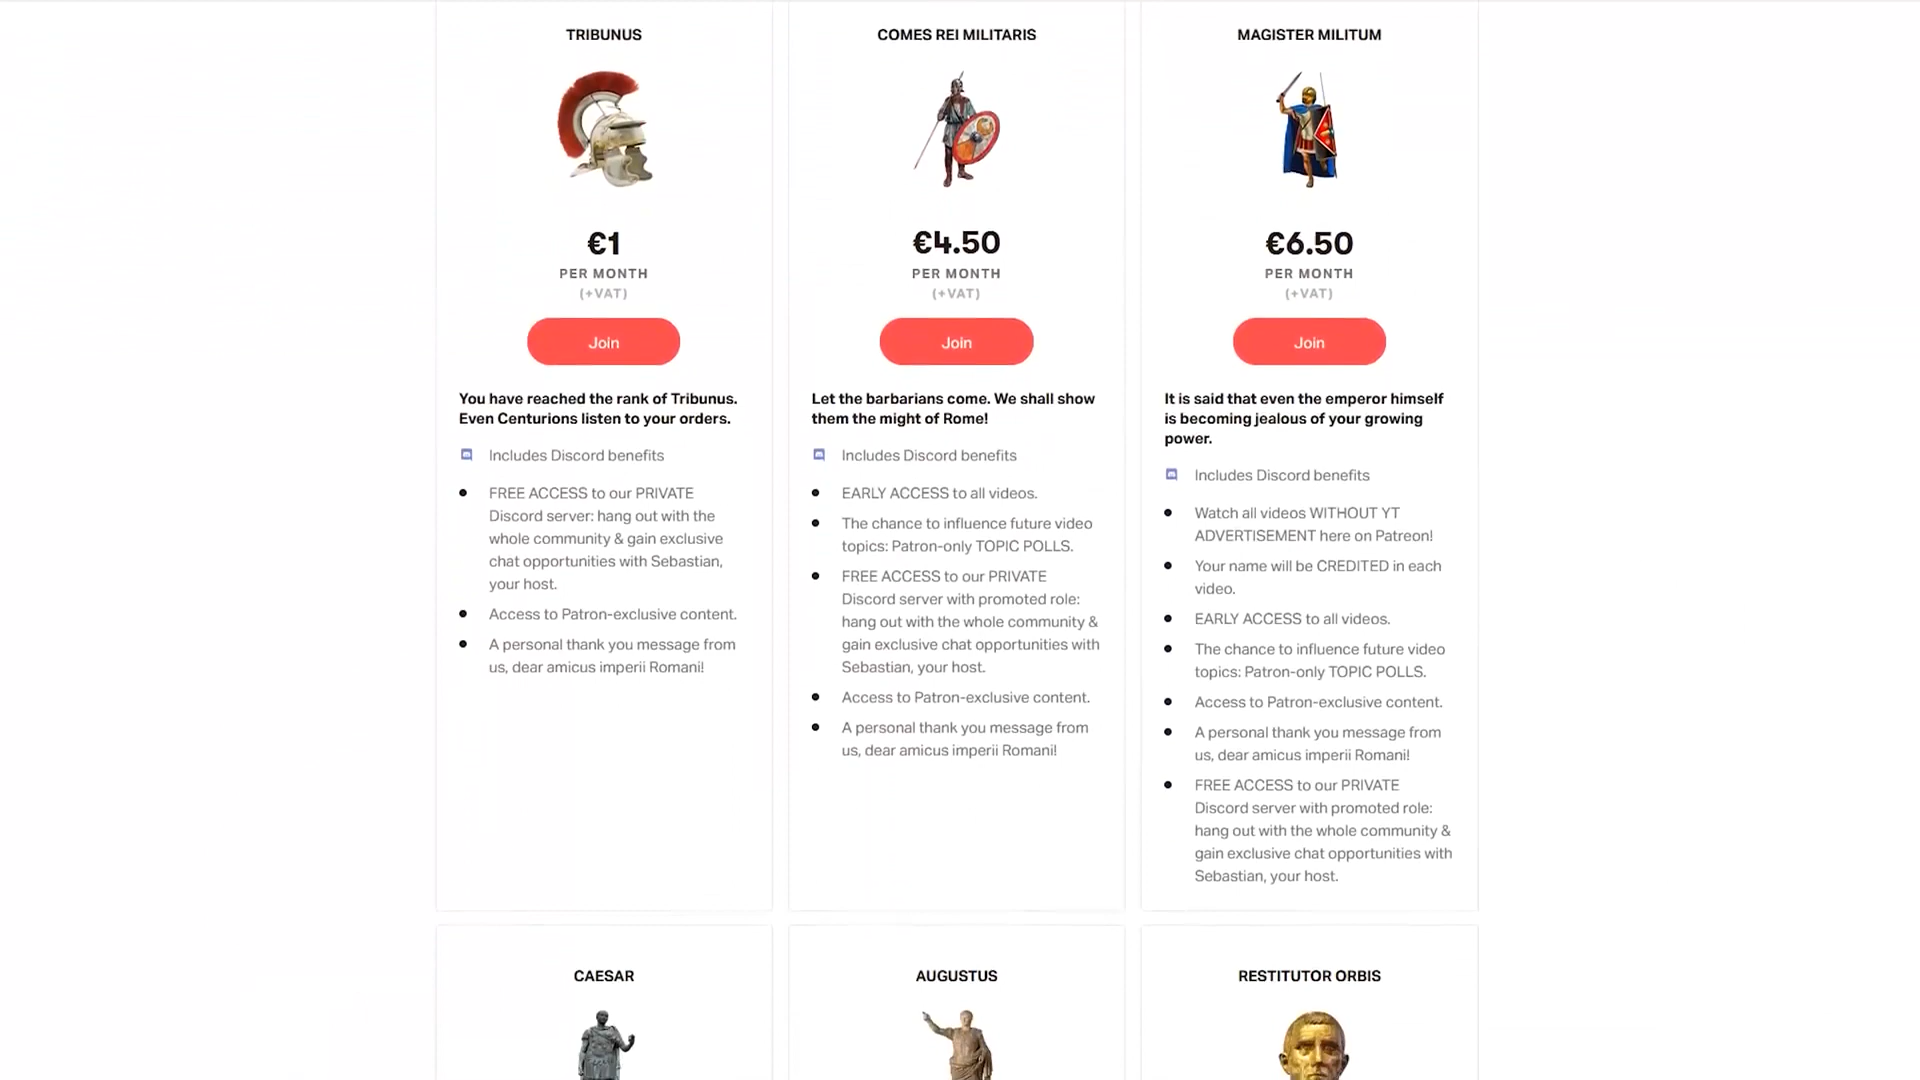 TRIBUNUS
€1
PER MONTH
(+VAT)
Join
You have reached the rank of Tribunus.
Even Centurions listen to your orders.
Includes Discord benefits
FREE ACCESS to our PRIVATE
Discord server: hang out with the
whole community & gain exclusive
chat opportunities with Sebastian,
your host.
Access to Patron-exclusive content.
A personal thank you message from
us, dear amicus imperii Romani!
COMES REI MILITARIS
€4.50
PER MONTH
(+VAT)
Join
Let the barbarians come. We shall show
them the might of Rome!
Includes Discord benefits
EARLY ACCESS to all videos.
The chance to influence future video
topics: Patron-only TOPIC POLLS.
FREE ACCESS to our PRIVATE
Discord server with promoted role:
hang out with the whole community &
gain exclusive chat opportunities with
Sebastian, your host.
Access to Patron-exclusive content.
A personal thank you message from
us, dear amicus imperii Romani!
MAGISTER MILITUM
€6.50
PER MONTH
(+VAT)
Join
It is said that even the emperor himself
is becoming jealous of your growing
power.
Includes Discord benefits
Watch all videos WITHOUT YT
ADVERTISEMENT here on Patreon!
Your name will be CREDITED in each
video.
EARLY ACCESS to all videos.
The chance to influence future video
topics: Patron-only TOPIC POLLS.
Access to Patron-exclusive content.
A personal thank you message from
us, dear amicus imperii Romani!
FREE ACCESS to our PRIVATE
Discord server with promoted role:
hang out with the whole community &
gain exclusive chat opportunities with
Sebastian, your host.
CAESAR
AUGUSTUS
RESTITUTOR ORBIS